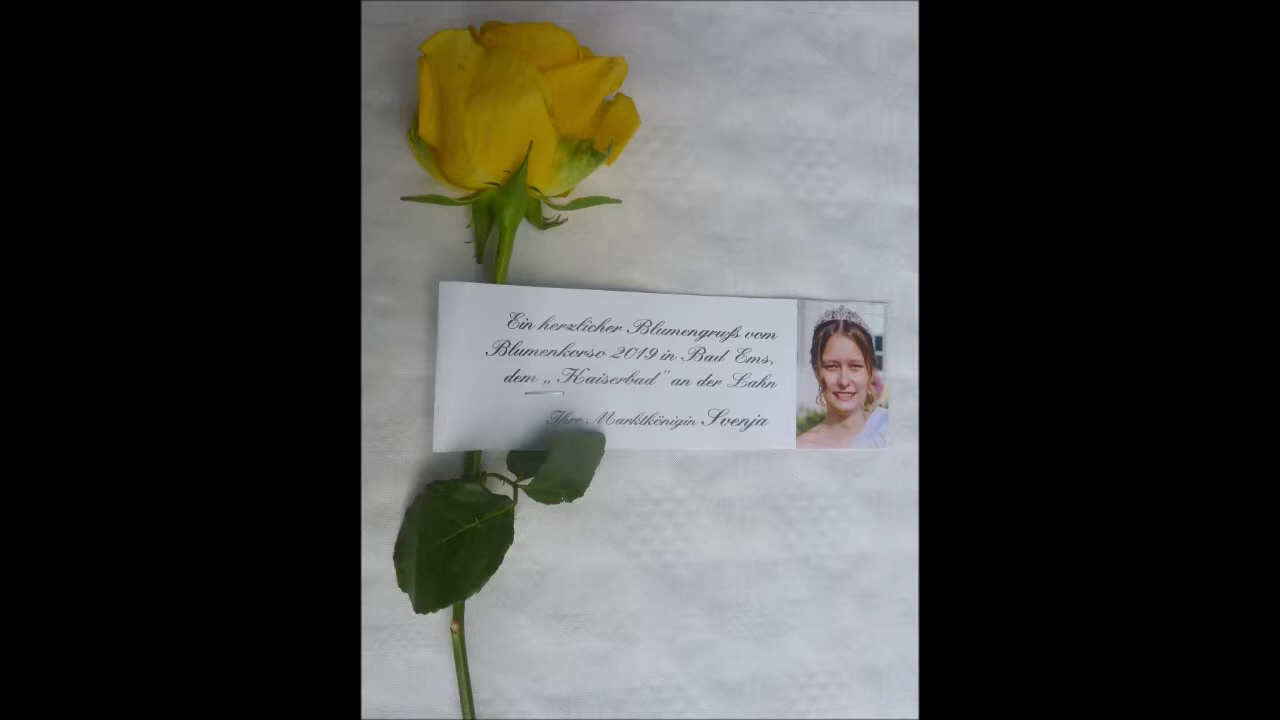 Ein herzlicher Blumengruß vom
Blumenkorso 2019 in Bad Ems,
dem „Kaiserbad” an der Lahn
Ihre Marktkönigin Svenja